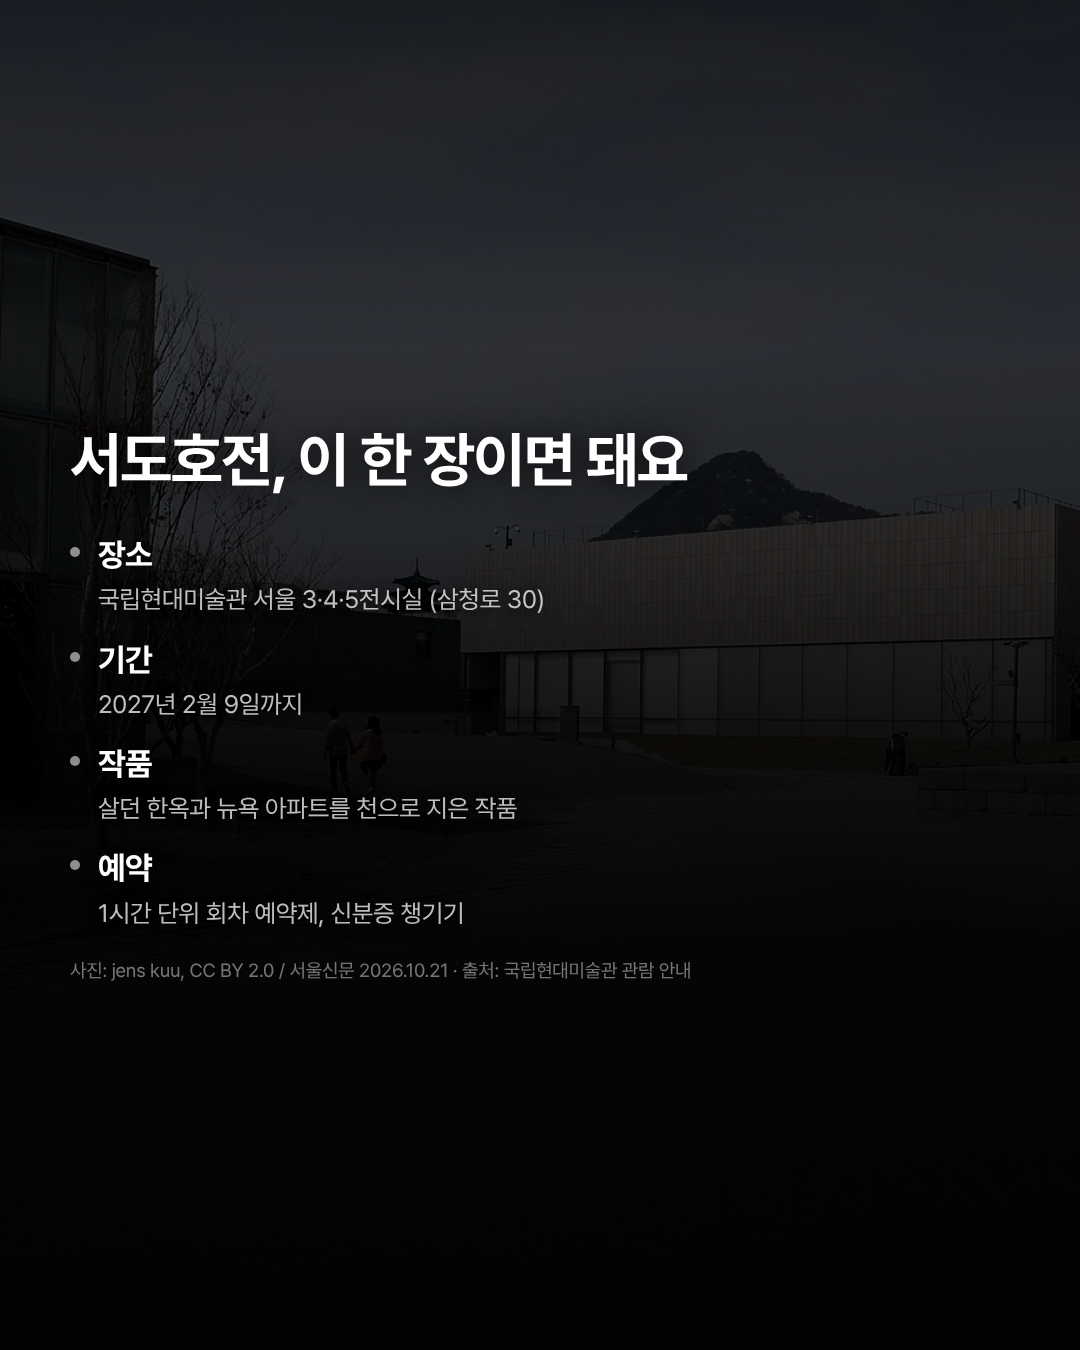 서도호전, 이 한 장이면 돼요
장소
국립현대미술관 서울 3·4·5전시실 (삼청로 30)
기간
2027년 2월 9일까지
작품
살던 한옥과 뉴욕 아파트를 천으로 지은 작품
예약
1시간 단위 회차 예약제, 신분증 챙기기
사진: jens kuu, CC BY 2.0 / 서울신문 2026.10.21 · 출처: 국립현대미술관 관람 안내